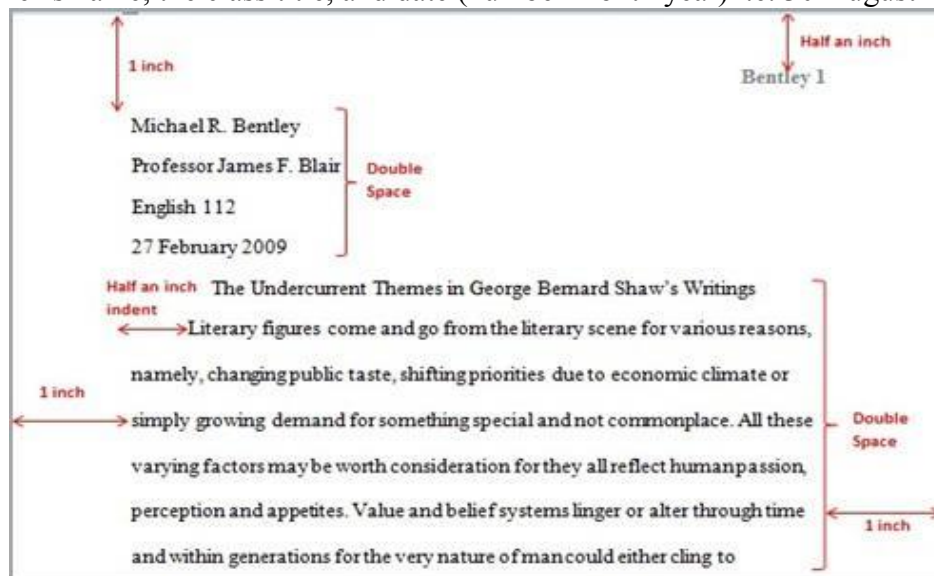 Half an inch
1 inch
Bentley 1
Michael R. Bentley
Professor James F. Blair
Double
Space
English 112
27 February 2009
Half an inch
indent
The Undercurrent Themes in George Bernard Shaw's Writings
Literary figures come and go from the literary scene for various reasons,
namely, changing public taste, shifting priorities due to economic climate or
1 inch
simply growing demand for something special and not commonplace. All these
Double
Space
varying factors may be worth consideration for they all reflect human passion,
perception and appetites. Value and belief systems linger or alter through time
1 inch
and within generations for the very nature of man could either cling to